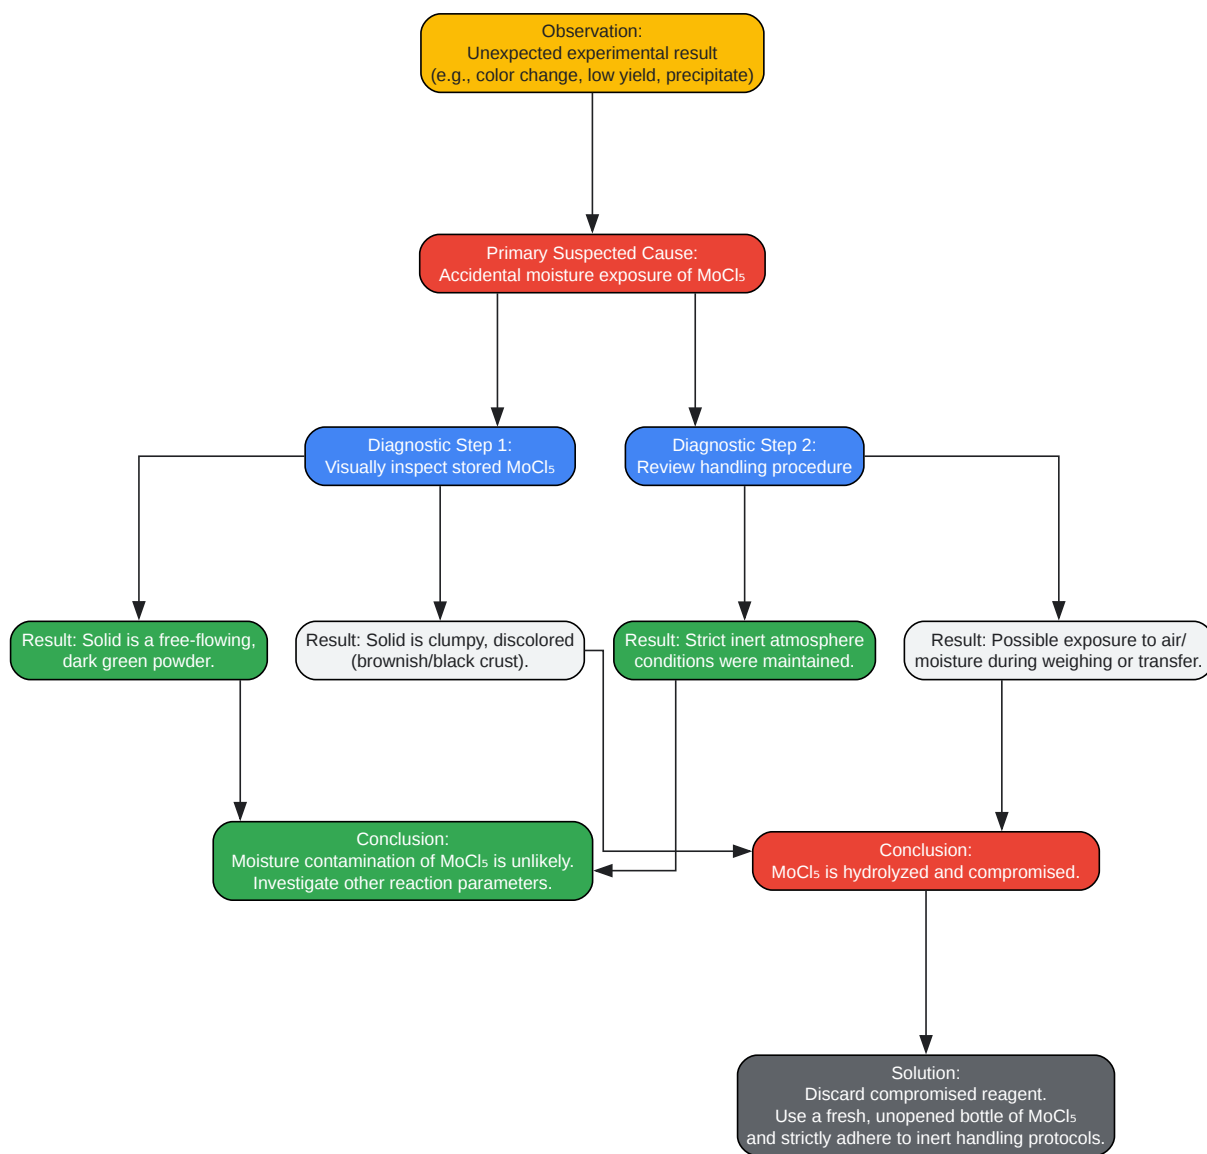 Observation:
Unexpected experimental result
(e.g., color change, low yield, precipitate)
Primary Suspected Cause:
Accidental moisture exposure of MoCl₅
Diagnostic Step 1:
Visually inspect stored MoCl₅
Diagnostic Step 2:
Review handling procedure
Result: Solid is a free-flowing,
dark green powder.
Result: Solid is clumpy, discolored
(brownish/black crust).
Result: Strict inert atmosphere
conditions were maintained.
Result: Possible exposure to air/
moisture during weighing or transfer.
Conclusion:
Moisture contamination of MoCl₅ is unlikely.
Investigate other reaction parameters.
Conclusion:
MoCl₅ is hydrolyzed and compromised.
Solution:
Discard compromised reagent.
Use a fresh, unopened bottle of MoCl₅
and strictly adhere to inert handling protocols.